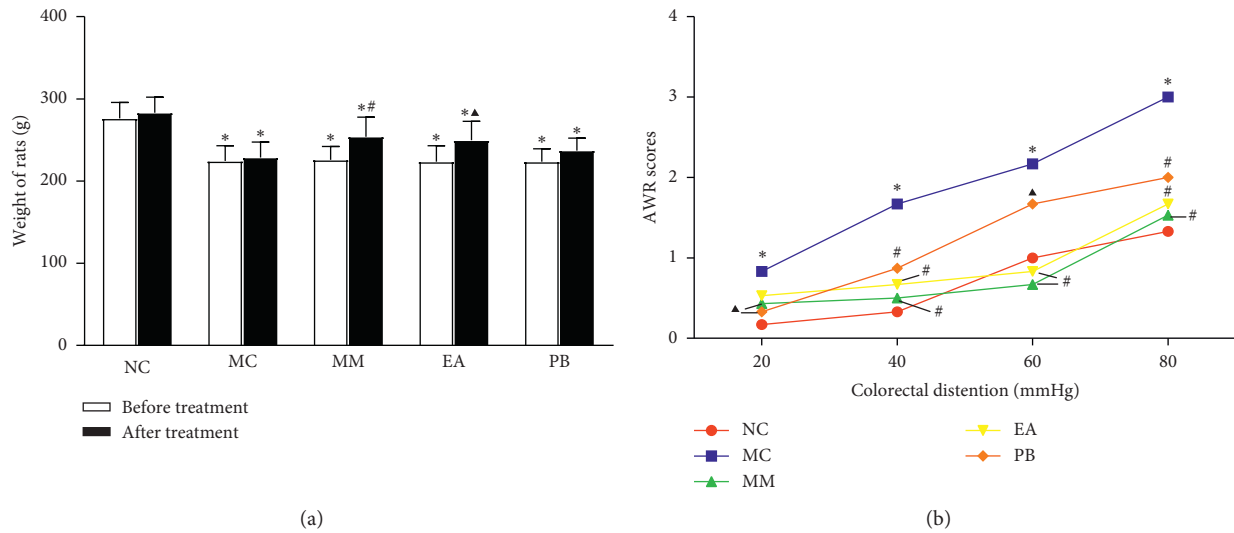 400
300
200
100
0
Weight of rats (g)
* * * *# * *▲ * *
NC MC MM EA PB
Before treatment
After treatment
(a)
4
3
2
1
0
AWR scores
* * * *
▲ # # # ▲ # # # #
20 40 60 80
Colorectal distention (mmHg)
NC EA
MC PB
MM
(b)